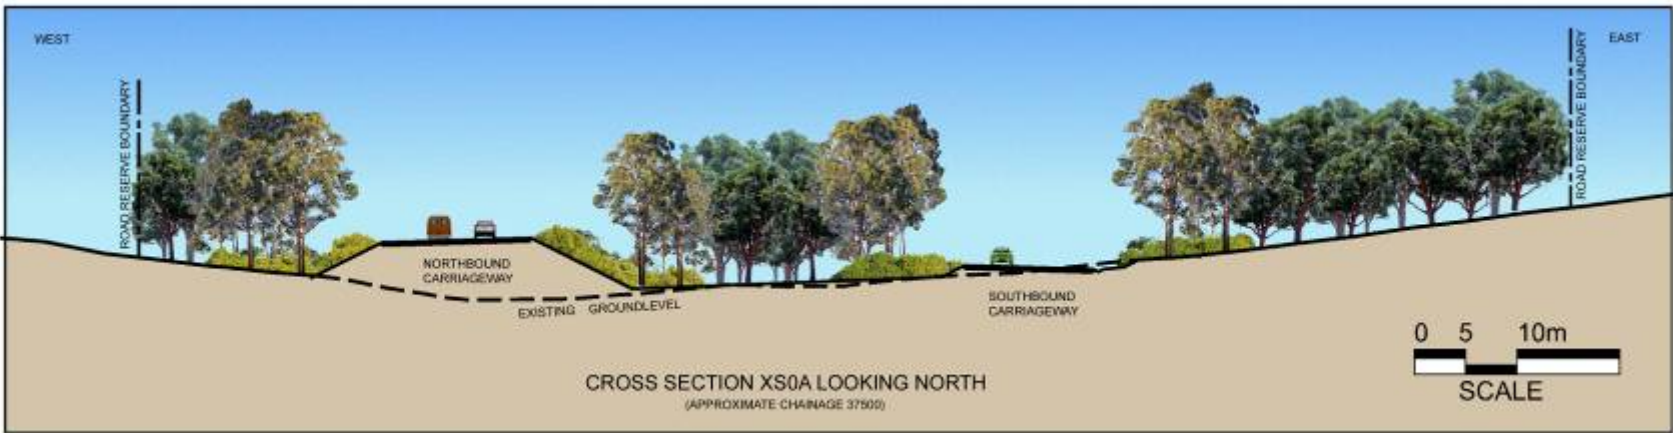 WEST
EAST
ROAD RESERVE BOUNDARY
ROAD RESERVE BOUNDARY
NORTHBOUND
CARRIAGEWAY
EXISTING GROUNDLEVEL
SOUTHBOUND
CARRIAGEWAY
0 5 10m
SCALE
CROSS SECTION XS0A LOOKING NORTH
(APPROXIMATE CHAINAGE 37500)